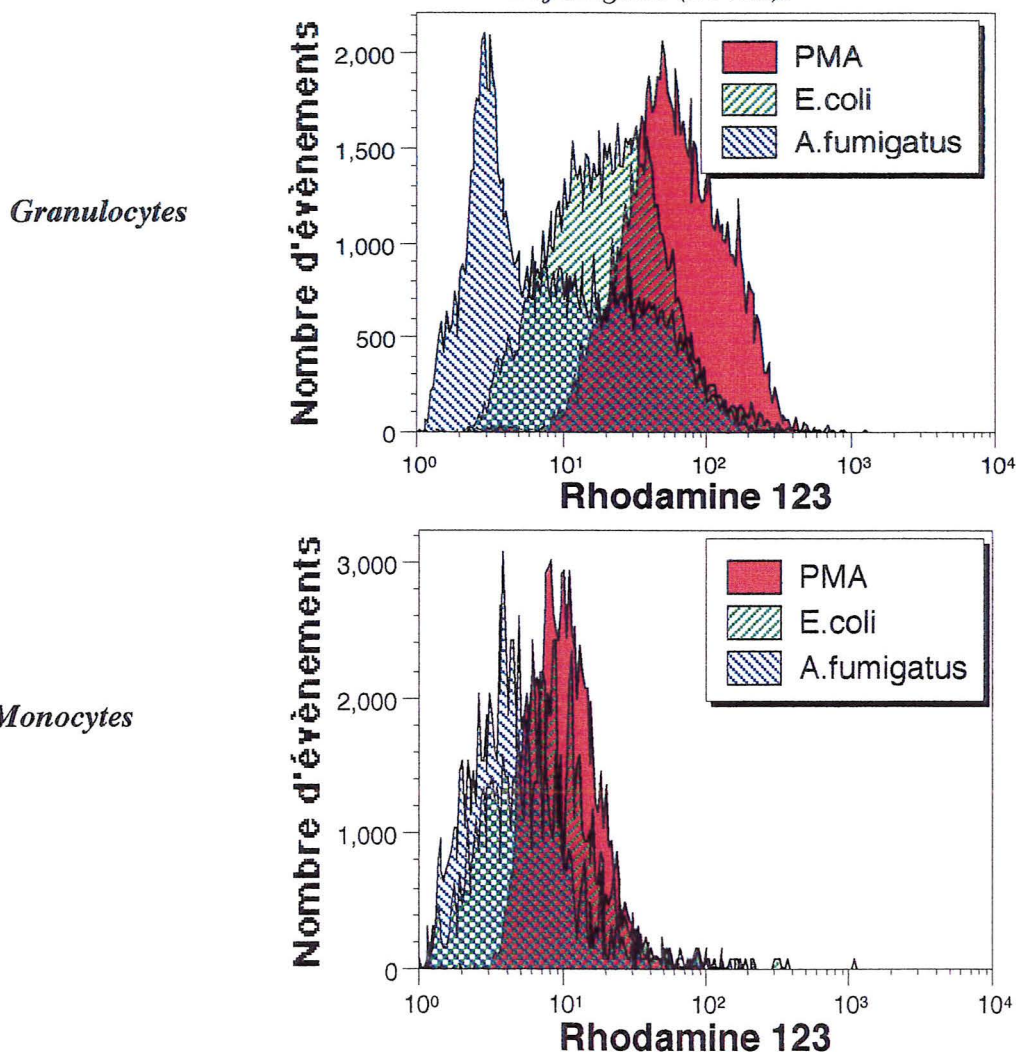 Granulocytes
Nombre d'évènements
2,000
1,500
1,000
500
0
PMA
E.coli
A.fumigatus
10⁰ 10¹ 10² 10³ 10⁴
Rhodamine 123
Monocytes
Nombre d'évènements
3,000
2,000
1,000
0
PMA
E.coli
A.fumigatus
10⁰ 10¹ 10² 10³ 10⁴
Rhodamine 123